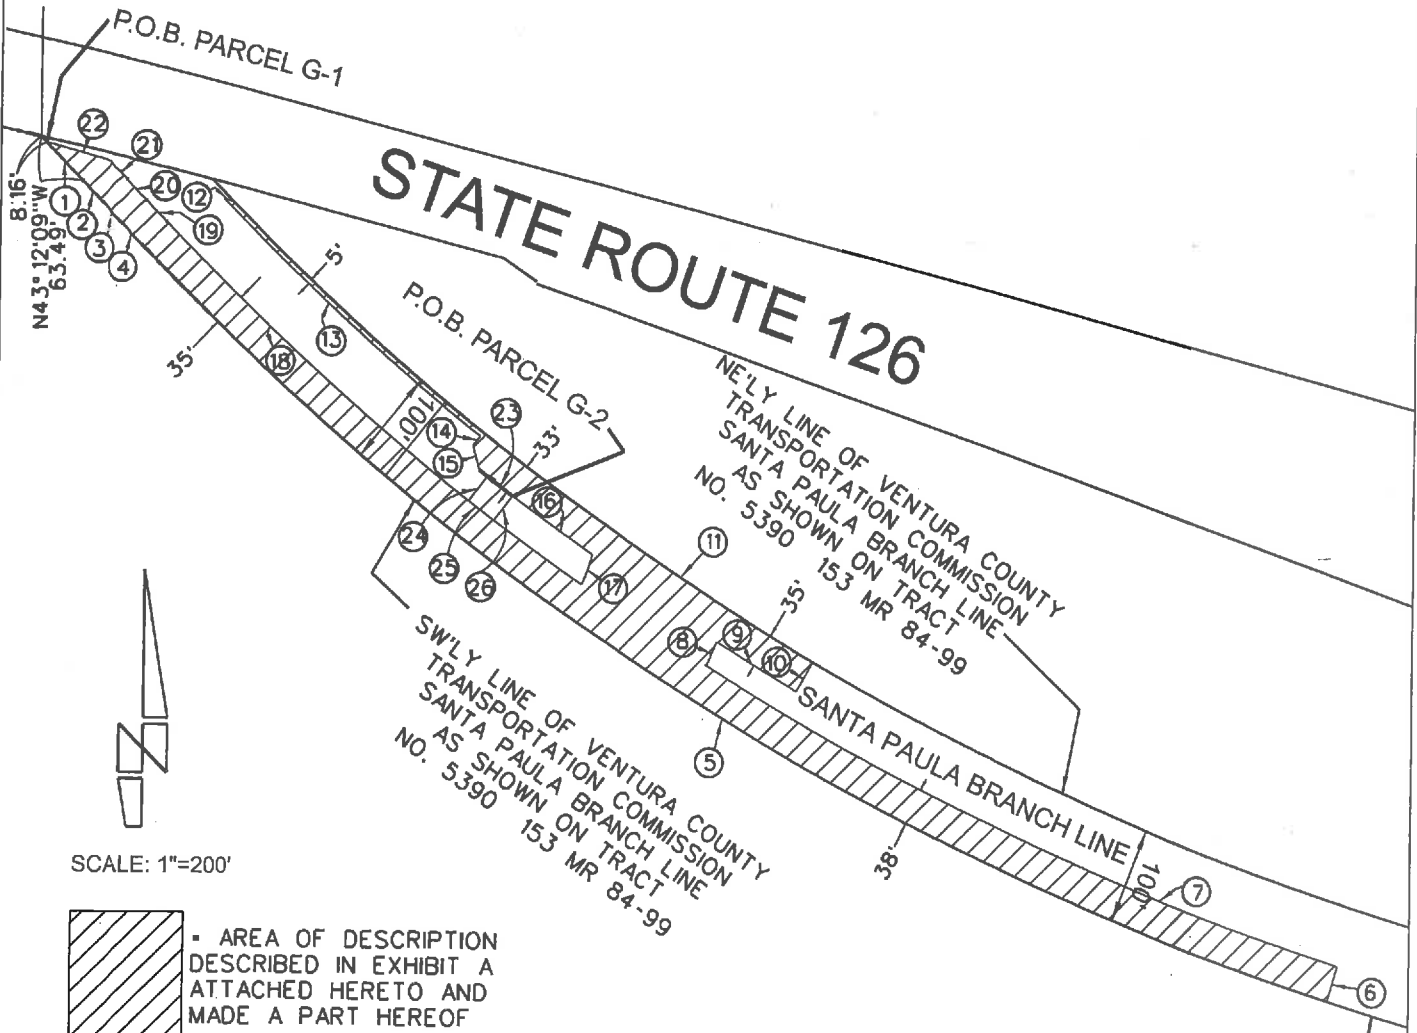 P.O.B. PARCEL G-1
STATE ROUTE 126
22
21
20
12
19
1
2
3
4
8.16'
N43°12'09"W
63.49'
5'
13
18
35'
P.O.B. PARCEL G-2
100'
14
15
23
33'
16
24
25
26
17
11
NE'LY LINE OF VENTURA COUNTY
TRANSPORTATION COMMISSION
SANTA PAULA BRANCH LINE
AS SHOWN ON TRACT
NO. 5390 153 MR 84-99
35'
8
9
10
5
SW'LY LINE OF VENTURA COUNTY
TRANSPORTATION COMMISSION
SANTA PAULA BRANCH LINE
AS SHOWN ON TRACT
NO. 5390 153 MR 84-99
SANTA PAULA BRANCH LINE
38'
100'
7
6
N
SCALE: 1"=200'
= AREA OF DESCRIPTION
DESCRIBED IN EXHIBIT A
ATTACHED HERETO AND
MADE A PART HEREOF